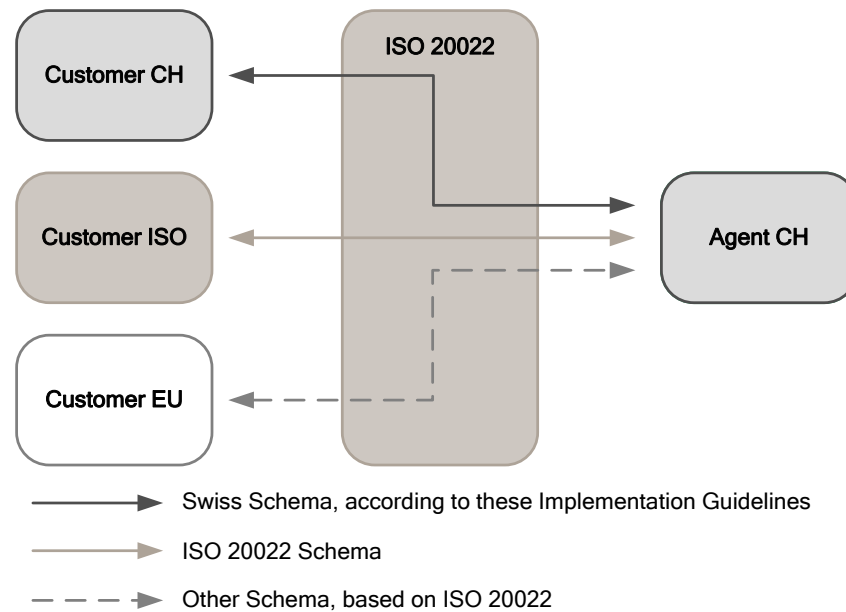 ISO 20022
Customer CH
Customer ISO
Agent CH
Customer EU
Swiss Schema, according to these Implementation Guidelines
ISO 20022 Schema
Other Schema, based on ISO 20022